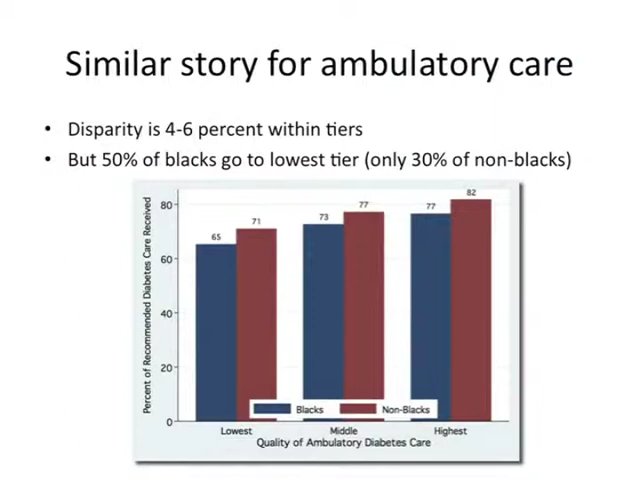 Similar story for ambulatory care
• Disparity is 4-6 percent within tiers
• But 50% of blacks go to lowest tier (only 30% of non-blacks)
Percent of Recommended Diabetes Care Received
80
60
40
20
0
65
71
73
77
77
82
Blacks
Non-Blacks
Lowest
Middle
Highest
Quality of Ambulatory Diabetes Care